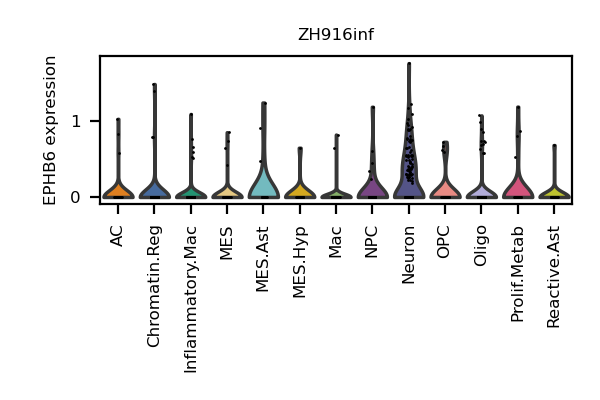 ZH916inf
EPHB6 expression
1
0
AC
Chromatin.Reg
Inflammatory.Mac
MES
MES.Ast
MES.Hyp
Mac
NPC
Neuron
OPC
Oligo
Prolif.Metab
Reactive.Ast